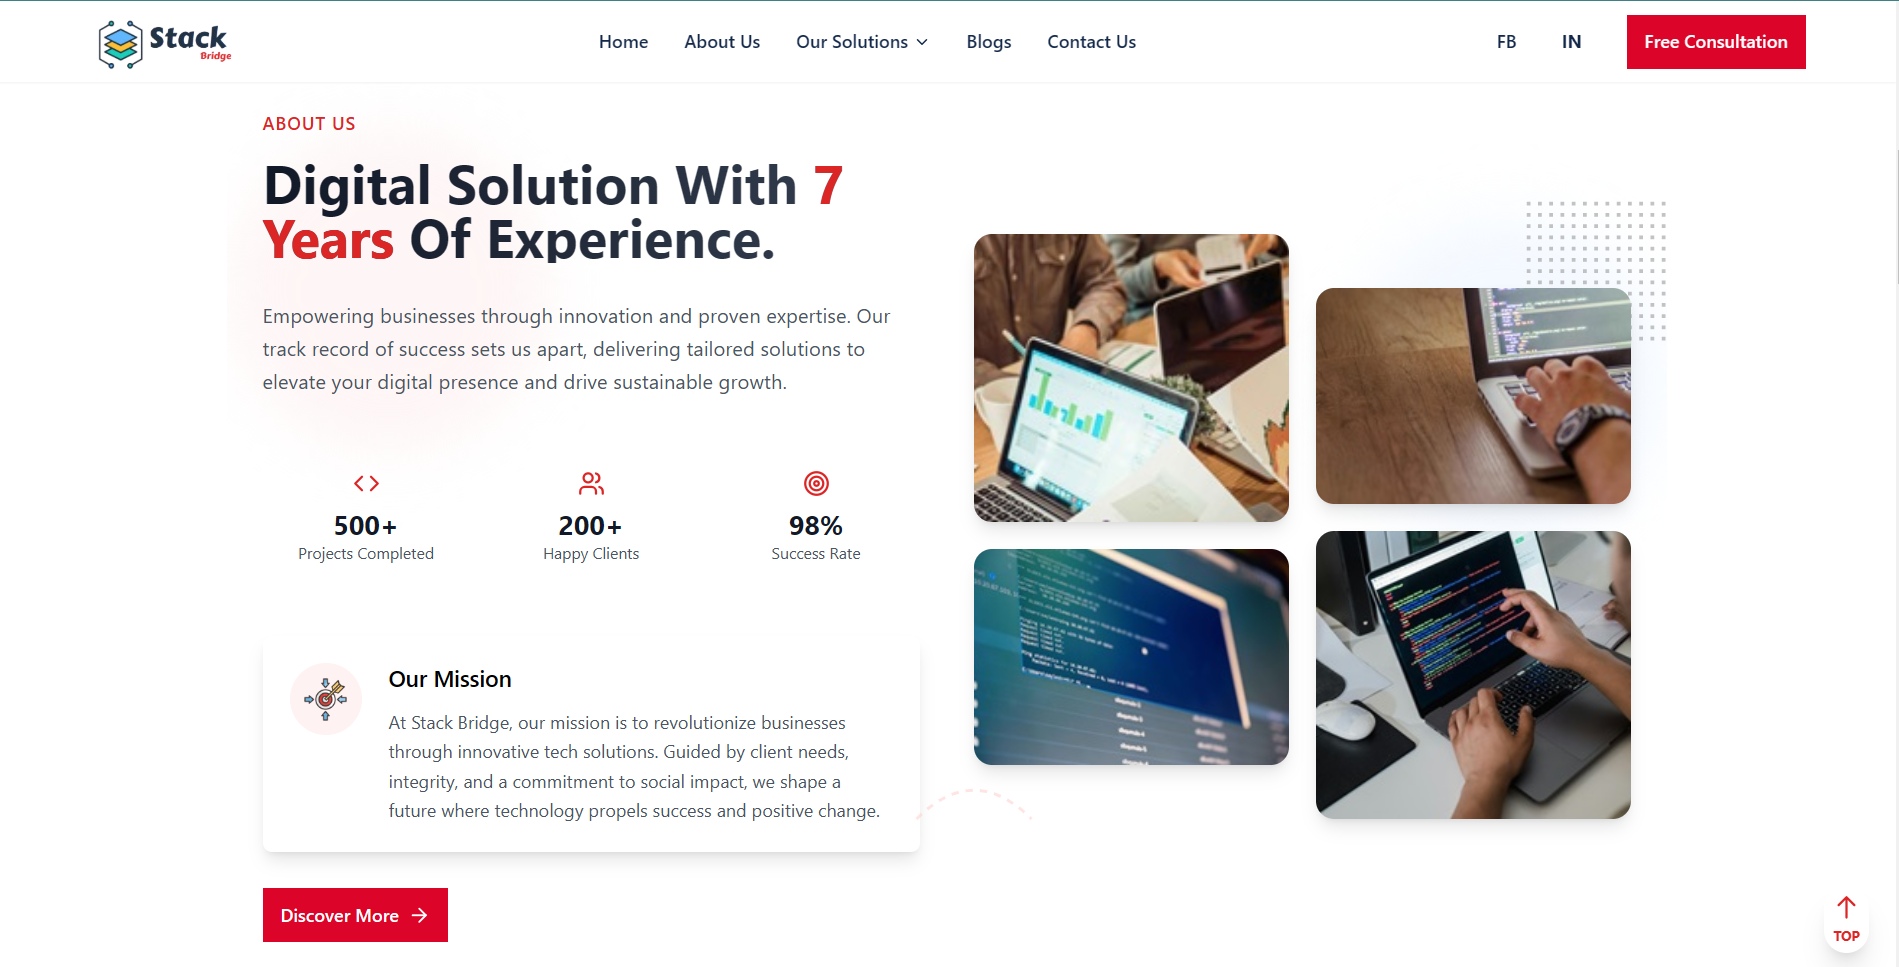 Stack
Bridge
Home
About Us
Our Solutions
Blogs
Contact Us
FB
IN
Free Consultation
ABOUT US
Digital Solution With 7
Years Of Experience.
Empowering businesses through innovation and proven expertise. Our
track record of success sets us apart, delivering tailored solutions to
elevate your digital presence and drive sustainable growth.
500+
Projects Completed
200+
Happy Clients
98%
Success Rate
Our Mission
At Stack Bridge, our mission is to revolutionize businesses
through innovative tech solutions. Guided by client needs,
integrity, and a commitment to social impact, we shape a
future where technology propels success and positive change.
Discover More
TOP